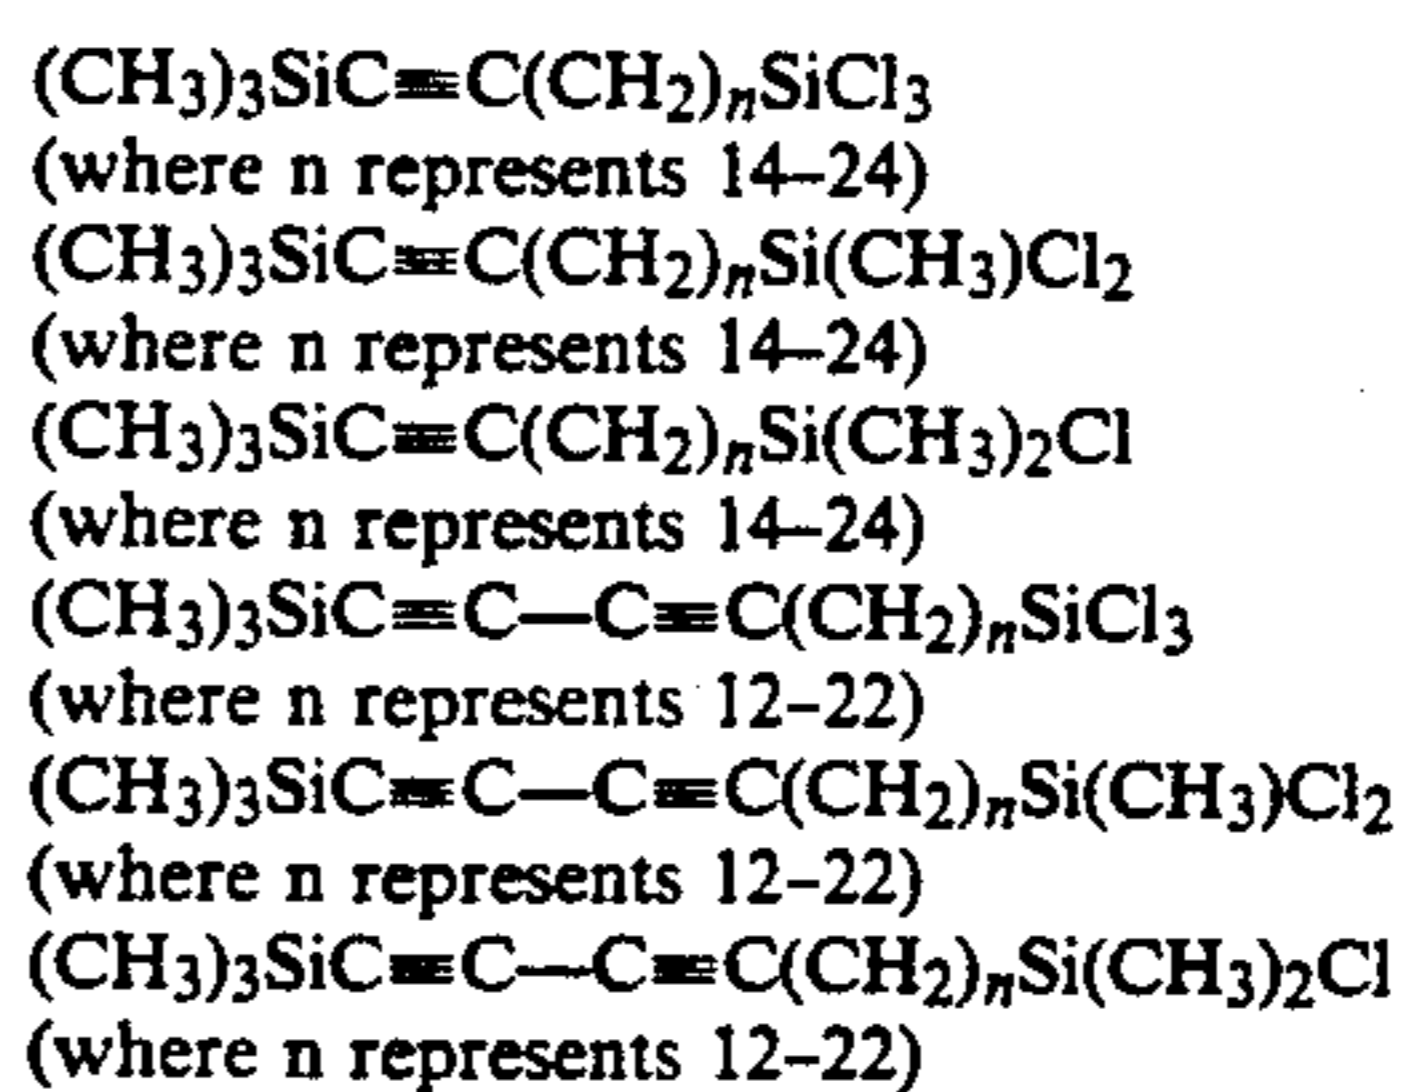 (CH₃)₃SiC≡C(CH₂)ₙSiCl₃
(where n represents 14–24)
(CH₃)₃SiC≡C(CH₂)ₙSi(CH₃)Cl₂
(where n represents 14–24)
(CH₃)₃SiC≡C(CH₂)ₙSi(CH₃)₂Cl
(where n represents 14–24)
(CH₃)₃SiC≡C—C≡C(CH₂)ₙSiCl₃
(where n represents 12–22)
(CH₃)₃SiC≡C—C≡C(CH₂)ₙSi(CH₃)Cl₂
(where n represents 12–22)
(CH₃)₃SiC≡C—C≡C(CH₂)ₙSi(CH₃)₂Cl
(where n represents 12–22)